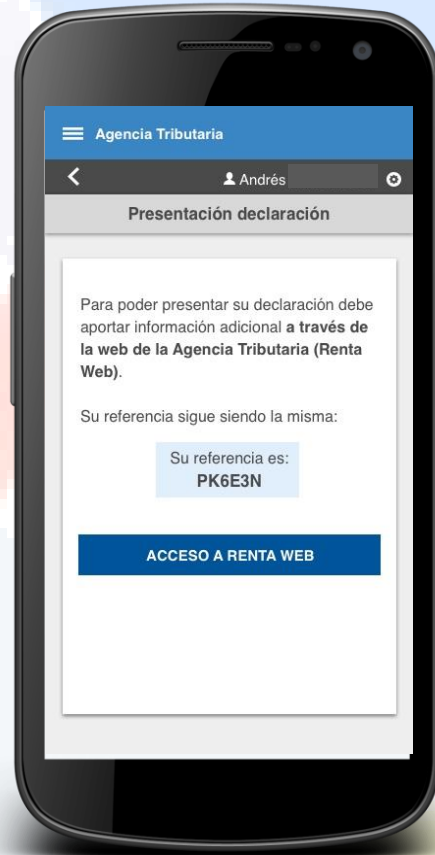 Agencia Tributaria
Andrés
Presentación declaración
Para poder presentar su declaración debe
aportar información adicional a través de
la web de la Agencia Tributaria (Renta
Web).
Su referencia sigue siendo la misma:
Su referencia es:
PK6E3N
ACCESO A RENTA WEB